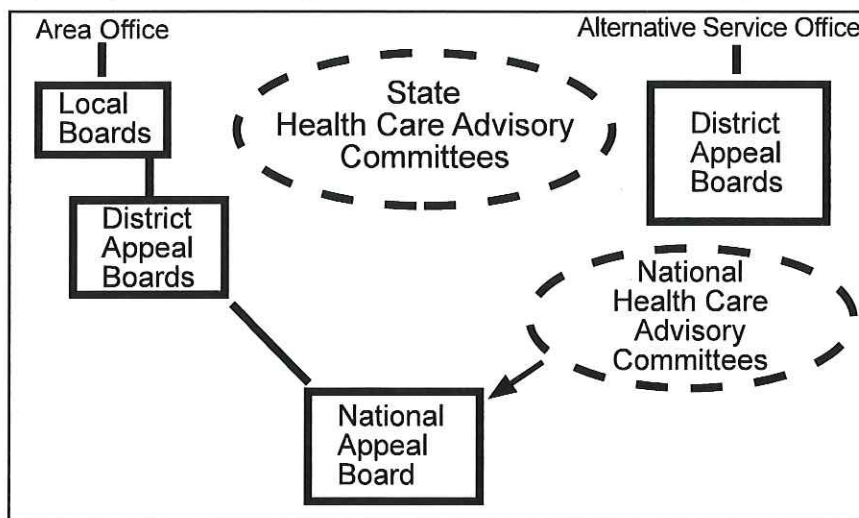 Area Office
Local
Boards
District
Appeal
Boards
State
Health Care Advisory
Committees
Alternative Service Office
District
Appeal
Boards
National
Health Care
Advisory
Committees
National
Appeal
Board